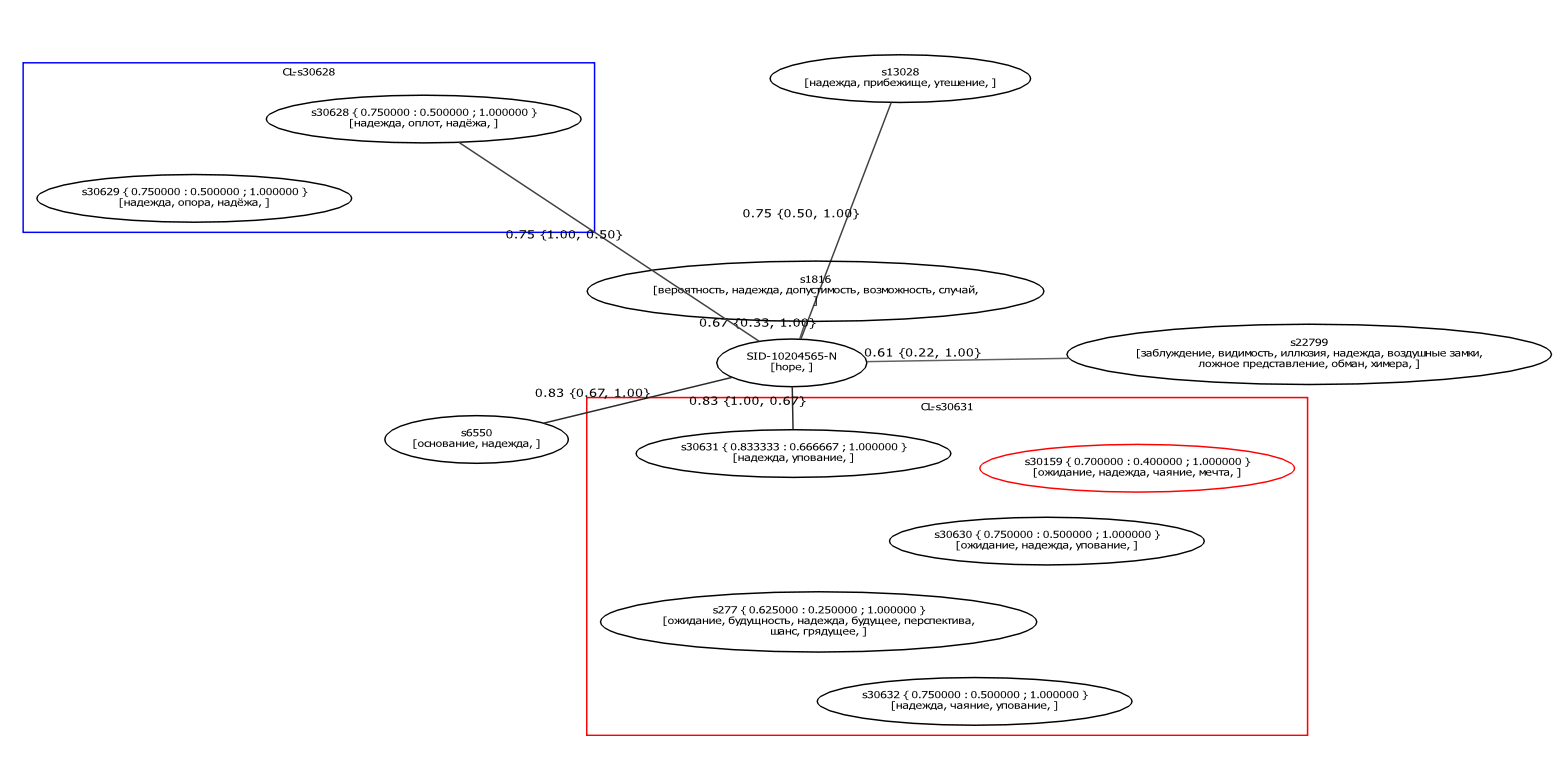 CL-s30628
s30628 { 0.750000 : 0.500000 ; 1.000000 }
[надежда, оплот, надёжа, ]
s30629 { 0.750000 : 0.500000 ; 1.000000 }
[надежда, опора, надёжа, ]
s13028
[надежда, прибежище, утешение, ]
0.75 {0.50, 1.00}
0.75 {1.00, 0.50}
s1816
[вероятность, надежда, допустимость, возможность, случай,
]
0.67 {0.33, 1.00}
SID-10204565-N
[hope, ]
0.61 {0.22, 1.00}
s22799
[заблуждение, видимость, иллюзия, надежда, воздушные замки,
ложное представление, обман, химера, ]
0.83 {0.67, 1.00}
0.83 {1.00, 0.67}
s6550
[основание, надежда, ]
CL-s30631
s30631 { 0.833333 : 0.666667 ; 1.000000 }
[надежда, упование, ]
s30159 { 0.700000 : 0.400000 ; 1.000000 }
[ожидание, надежда, чаяние, мечта, ]
s30630 { 0.750000 : 0.500000 ; 1.000000 }
[ожидание, надежда, упование, ]
s277 { 0.625000 : 0.250000 ; 1.000000 }
[ожидание, будущность, надежда, будущее, перспектива,
шанс, грядущее, ]
s30632 { 0.750000 : 0.500000 ; 1.000000 }
[надежда, чаяние, упование, ]